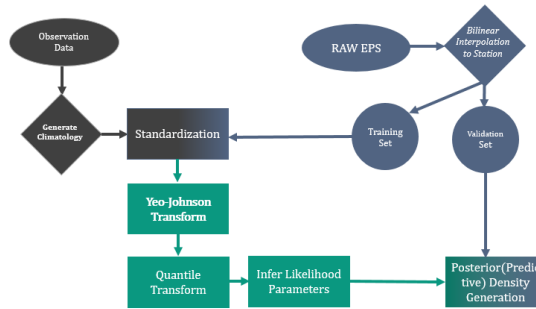 Observation
Data
RAW EPS
Bilinear
Interpolation
to Station
Generate
Climatology
Standardization
Training
Set
Validation
Set
Yeo-Johnson
Transform
Quantile
Transform
Infer Likelihood
Parameters
Posterior(Predic
tive) Density
Generation